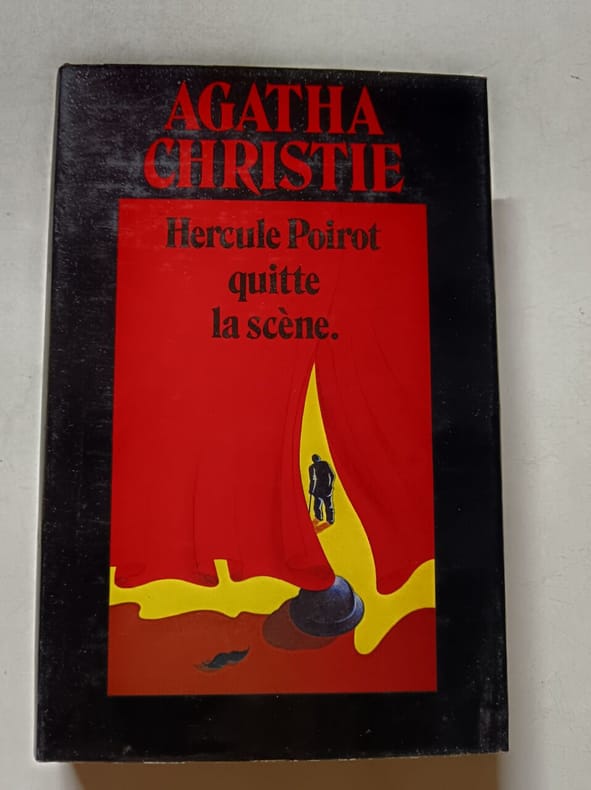 AGATHA
CHRISTIE
Hercule Poirot
quitte
la scène.